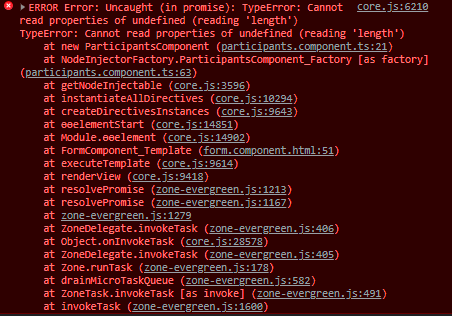 ERROR Error: Uncaught (in promise): TypeError: Cannot core.js:6210
read properties of undefined (reading 'length')
TypeError: Cannot read properties of undefined (reading 'length')
at new ParticipantsComponent (participants.component.ts:21)
at NodeInjectorFactory.ParticipantsComponent_Factory [as factory]
(participants.component.ts:63)
at getNodeInjectable (core.js:3596)
at instantiateAllDirectives (core.js:10294)
at createDirectivesInstances (core.js:9643)
at ɵɵelementStart (core.js:14851)
at Module.ɵɵelement (core.js:14902)
at FormComponent_Template (form.component.html:51)
at executeTemplate (core.js:9614)
at renderView (core.js:9418)
at resolvePromise (zone-evergreen.js:1213)
at resolvePromise (zone-evergreen.js:1167)
at zone-evergreen.js:1279
at ZoneDelegate.invokeTask (zone-evergreen.js:406)
at Object.onInvokeTask (core.js:28578)
at ZoneDelegate.invokeTask (zone-evergreen.js:405)
at Zone.runTask (zone-evergreen.js:178)
at drainMicroTaskQueue (zone-evergreen.js:582)
at ZoneTask.invokeTask [as invoke] (zone-evergreen.js:491)
at invokeTask (zone-evergreen.js:1600)